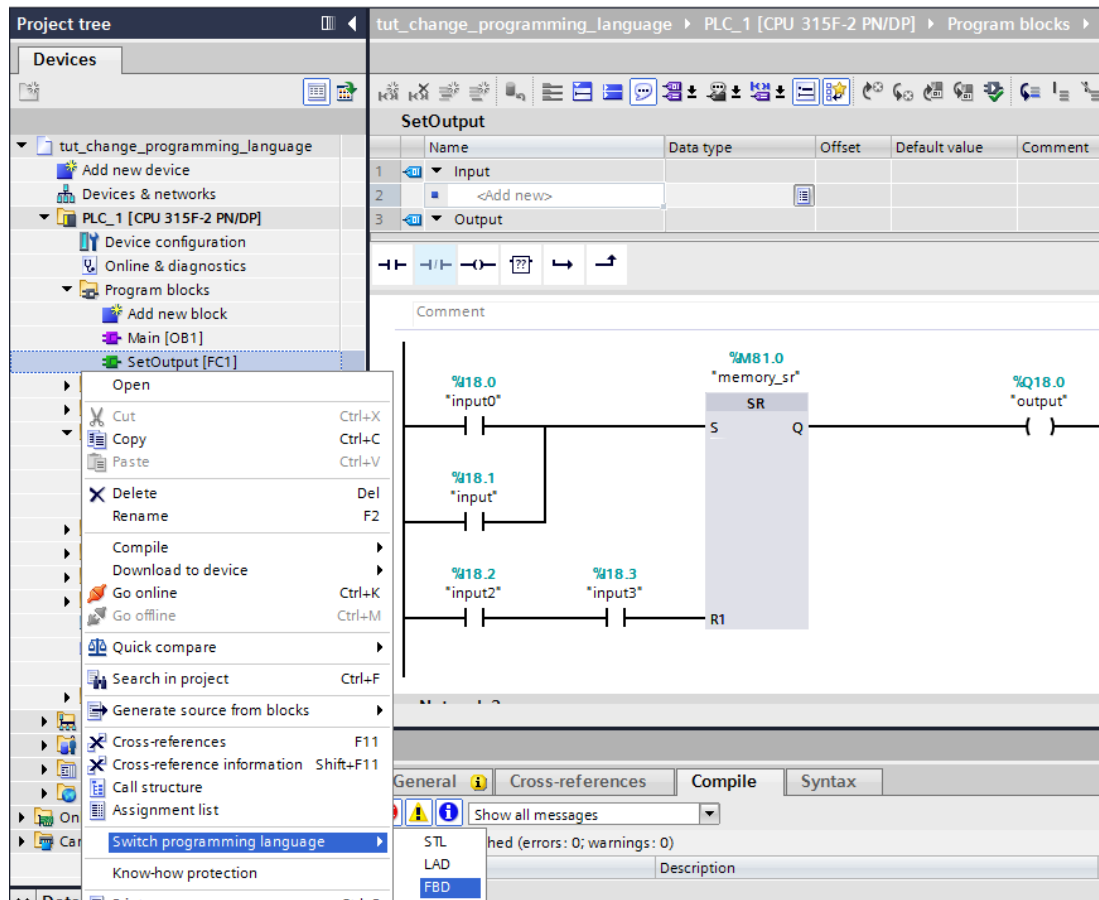 Project tree
tut_change_programming_language ▸ PLC_1 [CPU 315F-2 PN/DP] ▸ Program blocks ▸
Devices
SetOutput
Name Data type Offset Default value Comment
1 Input
2 <Add new>
3 Output
tut_change_programming_language
Add new device
Devices & networks
PLC_1 [CPU 315F-2 PN/DP]
Device configuration
Online & diagnostics
Program blocks
Add new block
Main [OB1]
SetOutput [FC1]
??
Comment
%M81.0
"memory_sr"
%I18.0
"input0"
SR
S Q
%Q18.0
"output"
%I18.1
"input"
%I18.2
"input2"
%I18.3
"input3"
R1
Open
Cut Ctrl+X
Copy Ctrl+C
Paste Ctrl+V
Delete Del
Rename F2
Compile
Download to device
Go online Ctrl+K
Go offline Ctrl+M
Quick compare
Search in project Ctrl+F
Generate source from blocks
Cross-references F11
Cross-reference information Shift+F11
Call structure
Assignment list
Switch programming language
Know-how protection
STL
LAD
FBD
General Cross-references Compile Syntax
Show all messages
hed (errors: 0; warnings: 0)
Description
On
Car